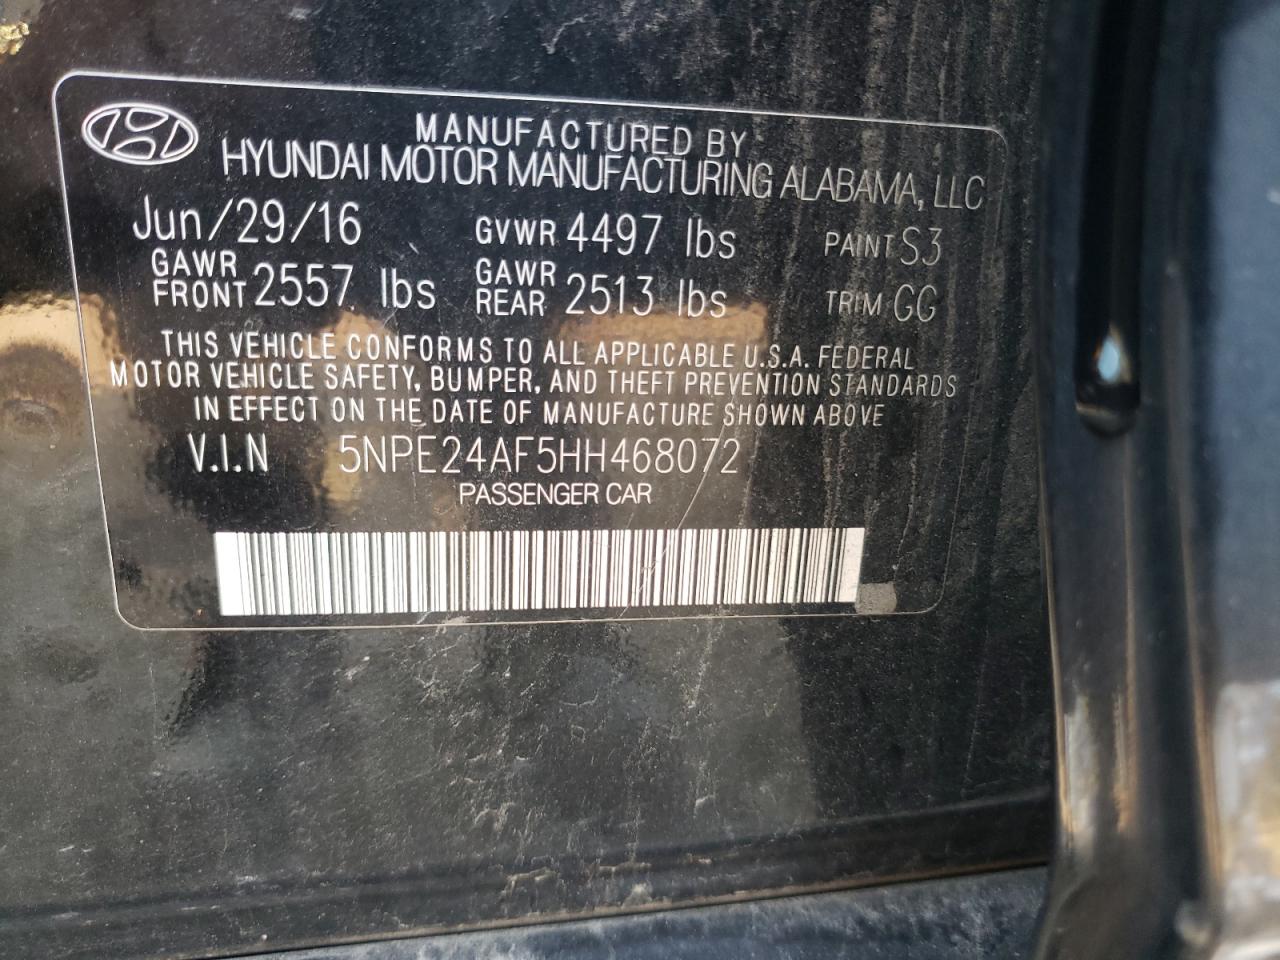 MANUFACTURED BY
HYUNDAI MOTOR MANUFACTURING ALABAMA, LLC
Jun/29/16 GVWR 4497 lbs PAINT S3
GAWR FRONT 2557 lbs GAWR REAR 2513 lbs TRIM GG
THIS VEHICLE CONFORMS TO ALL APPLICABLE U.S.A. FEDERAL
MOTOR VEHICLE SAFETY, BUMPER, AND THEFT PREVENTION STANDARDS
IN EFFECT ON THE DATE OF MANUFACTURE SHOWN ABOVE
V.I.N 5NPE24AF5HH468072
PASSENGER CAR